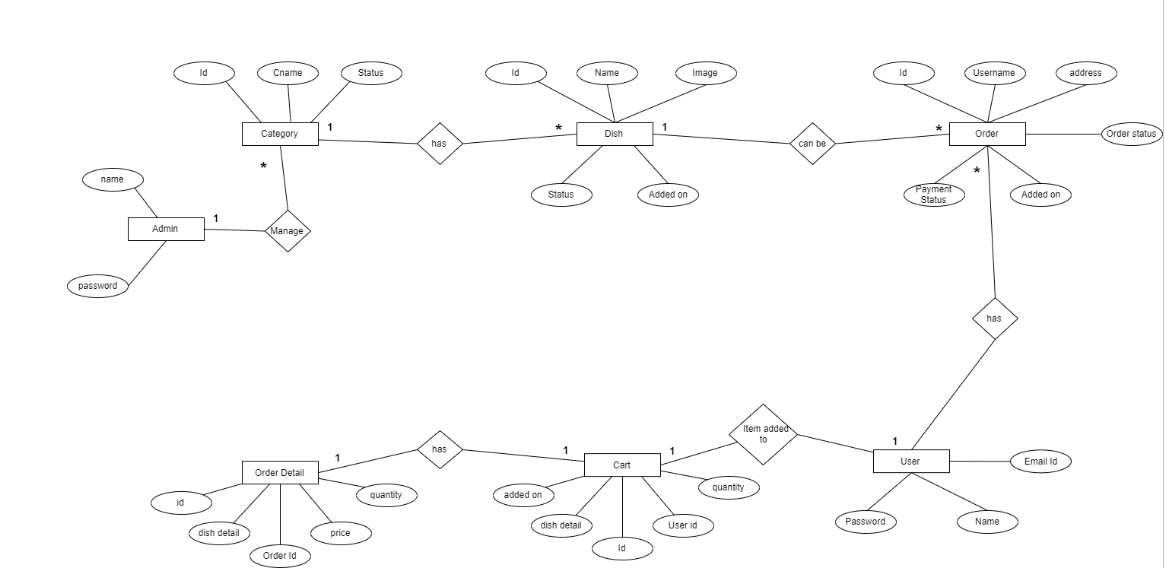 Id
Cname
Status
Id
Name
Image
Id
Username
address
Category
1
has
*
Dish
1
can be
*
Order
Order status
*
name
Status
Added on
Payment
Status
*
Added on
Admin
1
Manage
password
has
Order Detail
1
has
1
Cart
1
Item added
to
1
User
Email Id
id
dish detail
Order Id
price
quantity
added on
dish detail
Id
User id
quantity
Password
Name